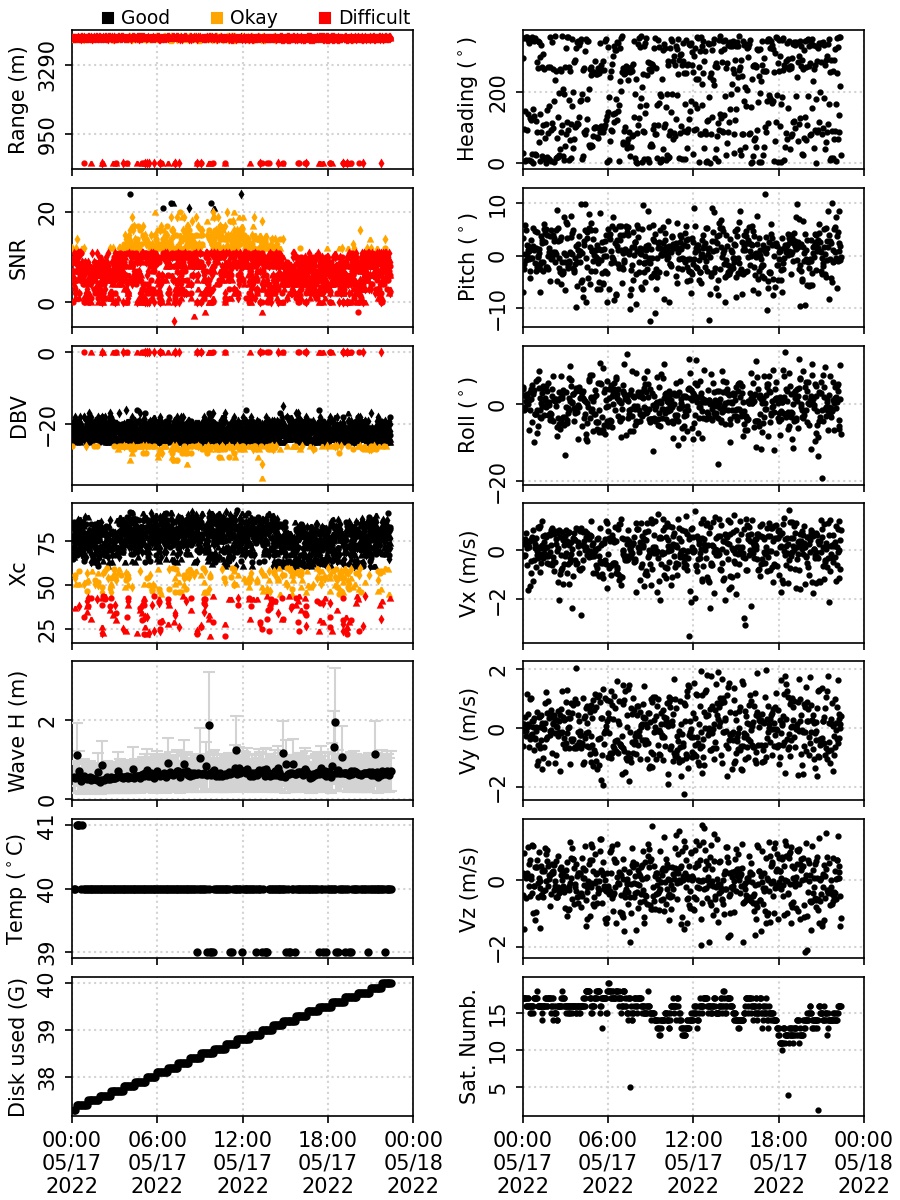 Good Okay Difficult
Range (m)
3290
950
Heading (°)
200
0
SNR
20
0
Pitch (°)
10
0
−10
DBV
0
−20
Roll (°)
0
−20
Xc
75
50
25
Vx (m/s)
0
−2
Wave H (m)
2
0
Vy (m/s)
2
0
−2
Temp (°C)
41
40
39
Vz (m/s)
0
−2
Disk used (G)
40
39
38
Sat. Numb.
15
10
5
00:00 06:00 12:00 18:00 00:00
05/17 05/17 05/17 05/17 05/18
2022 2022 2022 2022 2022
00:00 06:00 12:00 18:00 00:00
05/17 05/17 05/17 05/17 05/18
2022 2022 2022 2022 2022